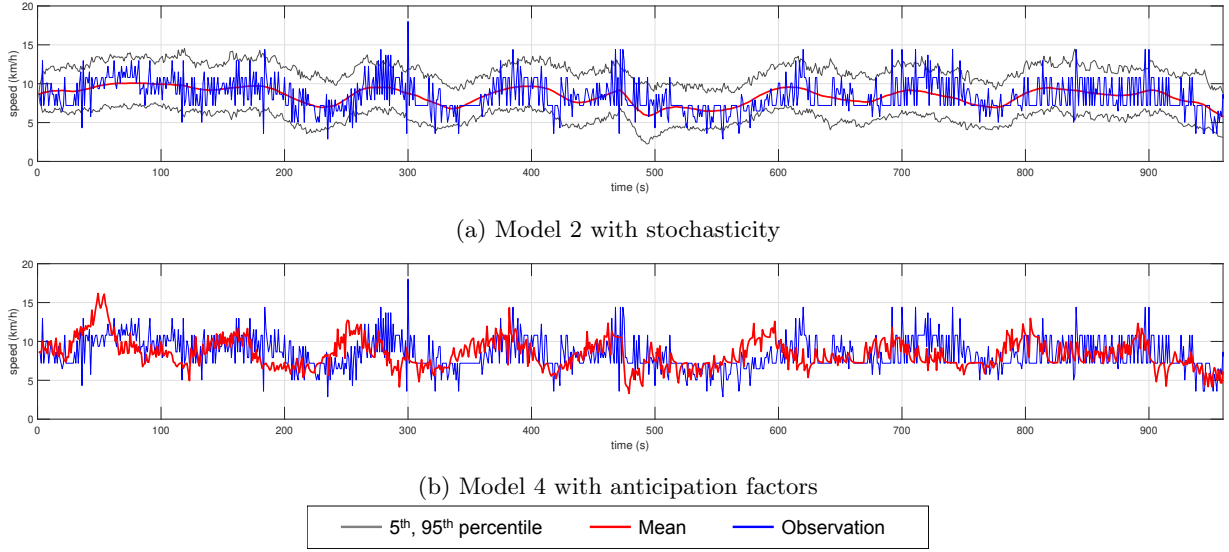 20
15
10
5
0
speed (km/h)
0 100 200 300 400 500 600 700 800 900
time (s)
(a) Model 2 with stochasticity
20
15
10
5
0
speed (km/h)
0 100 200 300 400 500 600 700 800 900
time (s)
(b) Model 4 with anticipation factors
5th, 95th percentile Mean Observation